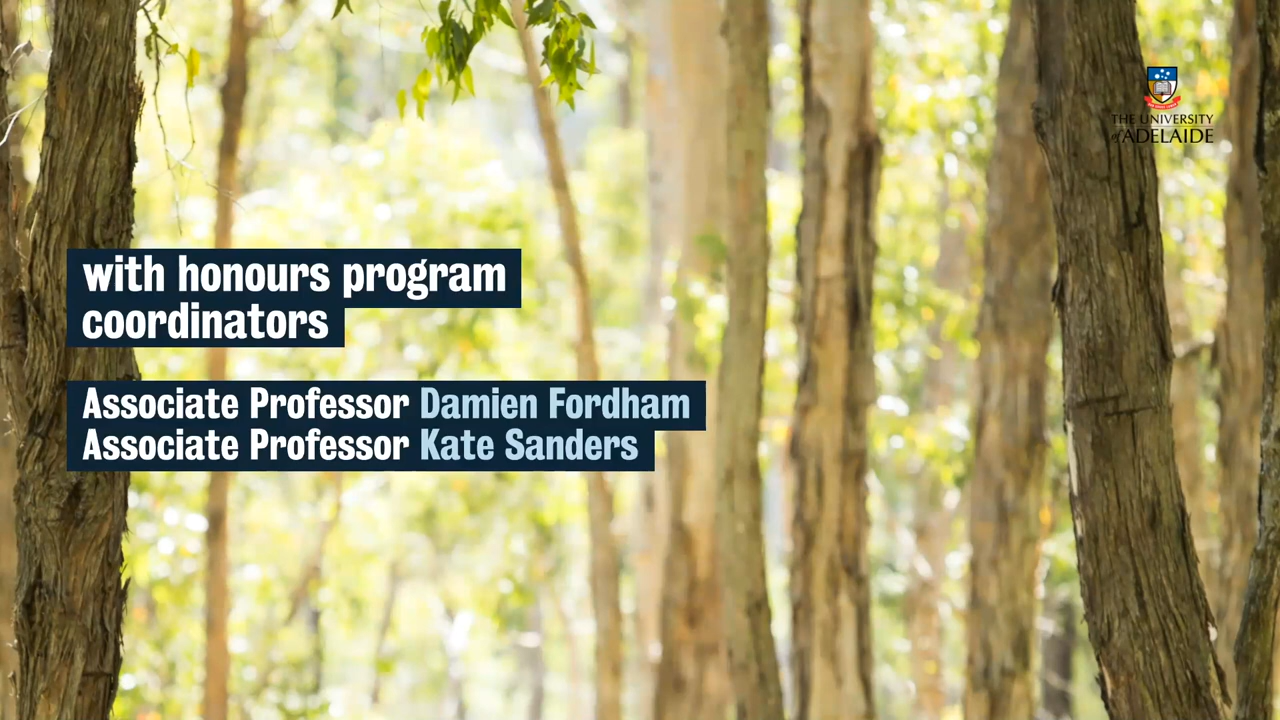 THE UNIVERSITY
of ADELAIDE
with honours program
coordinators
Associate Professor Damien Fordham
Associate Professor Kate Sanders